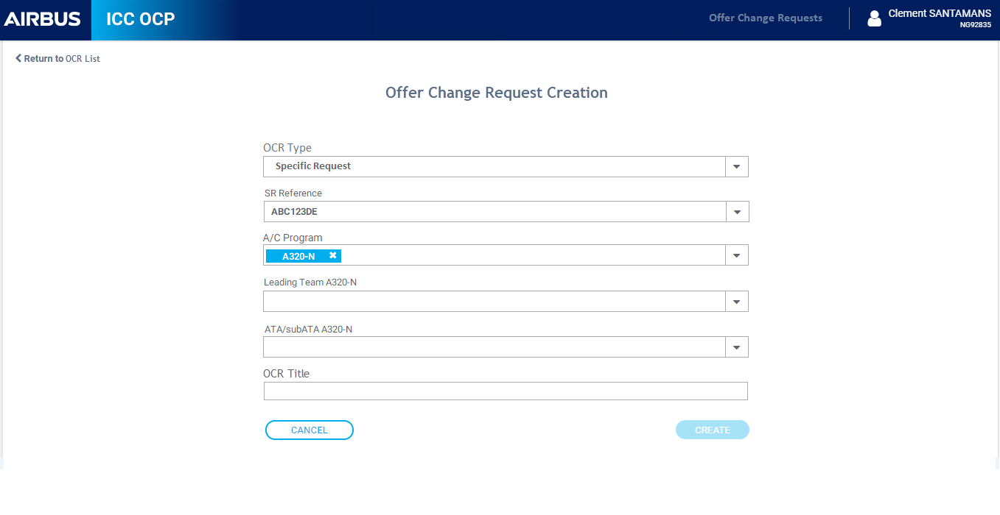 AIRBUS
ICC OCP
Offer Change Requests
Clement SANTAMANS
NG92835
Return to OCR List
Offer Change Request Creation
OCR Type
Specific Request
SR Reference
ABC123DE
A/C Program
A320-N
Leading Team A320-N
ATA/subATA A320-N
OCR Title
CANCEL
CREATE